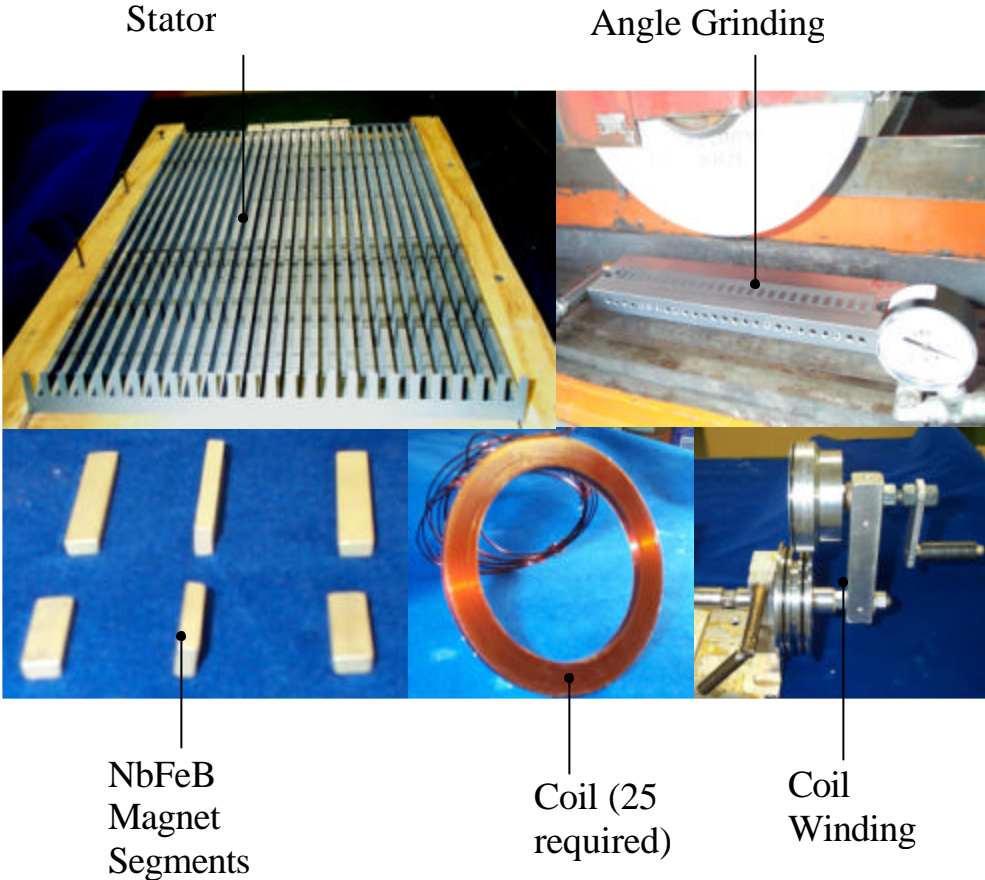 Stator
Angle Grinding
NbFeB
Magnet
Segments
Coil (25
required)
Coil
Winding